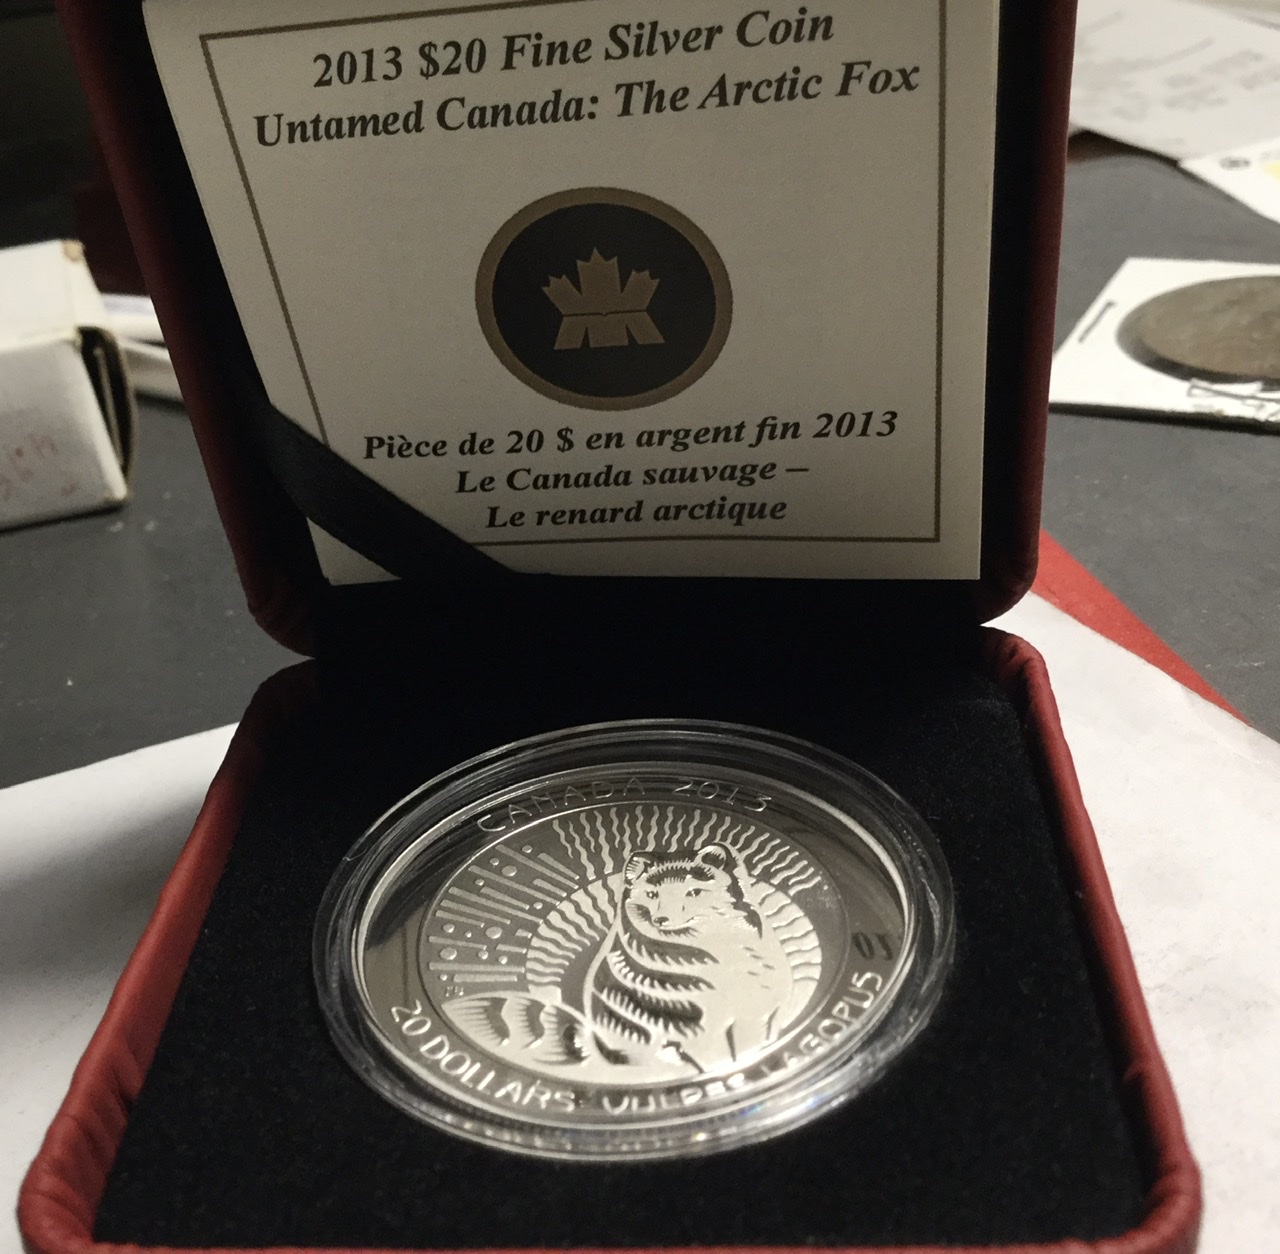 2013 $20 Fine Silver Coin
Untamed Canada: The Arctic Fox
Pièce de 20 $ en argent fin 2013
Le Canada sauvage –
Le renard arctique
CANADA 2013
20 DOLLARS VULPES LAGOPUS